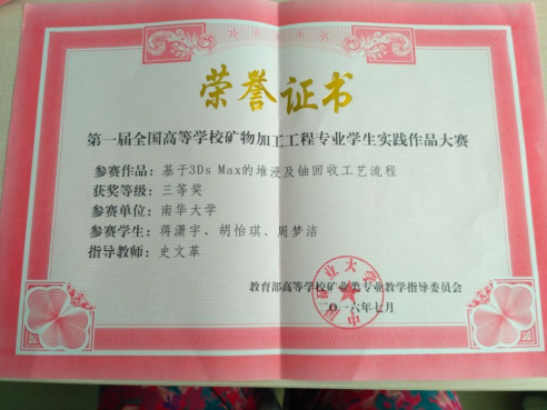 荣誉证书
第一届全国高等学校矿物加工工程专业学生实践作品大赛
参赛作品：基于3Ds Max的堆浸及铀回收工艺流程
获奖等级：三等奖
参赛单位：南华大学
参赛学生：蒋潇宇、胡怡琪、周梦洁
指导教师：史文革
教育部高等学校矿业类专业教学指导委员会
二〇一六年七月